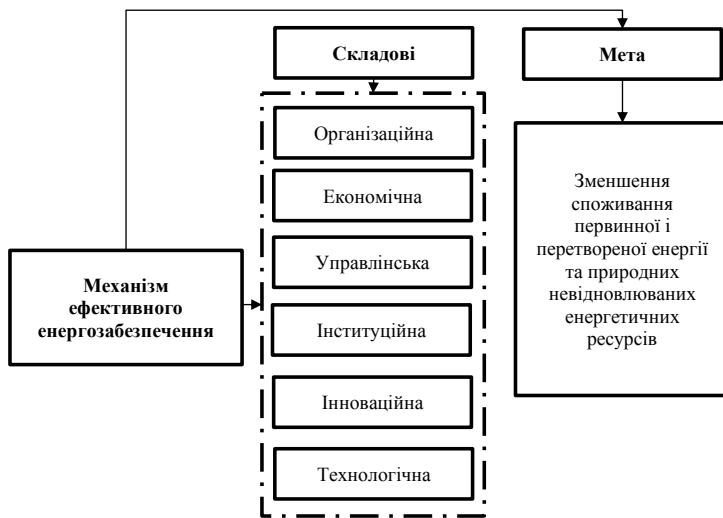 Складові
Мета
Організаційна
Економічна
Управлінська
Інституційна
Інноваційна
Технологічна
Механізм
ефективного
енергозабезпечення
Зменшення
споживання
первинної і
перетвореної енергії
та природних
невідновлюваних
енергетичних
ресурсів